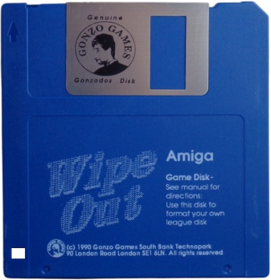 Genuine
GONZO GAMES
Gonzodos Disk
Wipe
Out
Amiga
Game Disk-
See manual for
directions:
Use this disk to
format your own
league disk
(c) 1990 Gonzo Games South Bank Technopark
90 London Road London SE1 6LN. All rights reserved